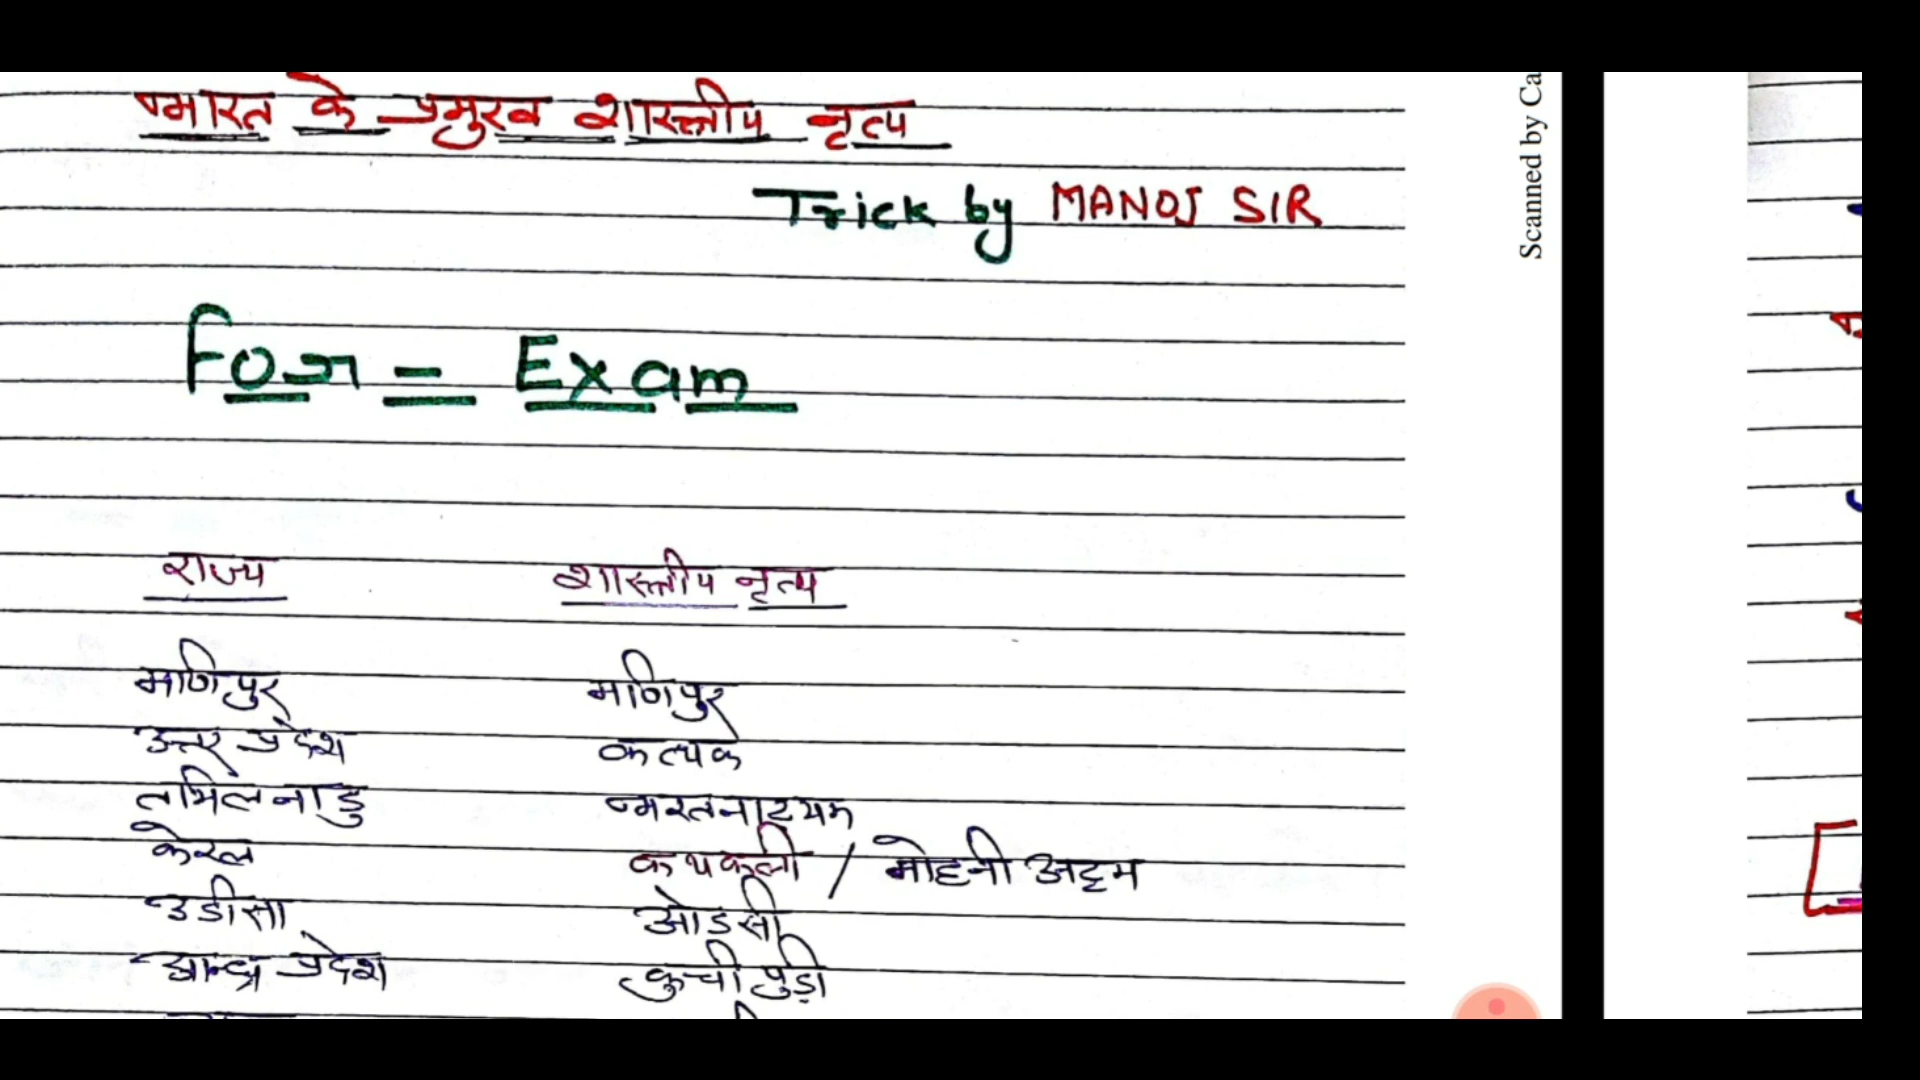 भारत के प्रमुख शास्त्रीय नृत्य
Trick by MANOJ SIR
For - Exam
राज्य शास्त्रीय नृत्य
मणिपुर मणिपुर
उत्तर प्रदेश कत्थक
तमिलनाडु भरतनाट्यम
केरल कथकली / मोहनी अट्टम
उडीसा ओडसी
आन्ध्र प्रदेश कुचीपुड़ी
Scanned by Ca